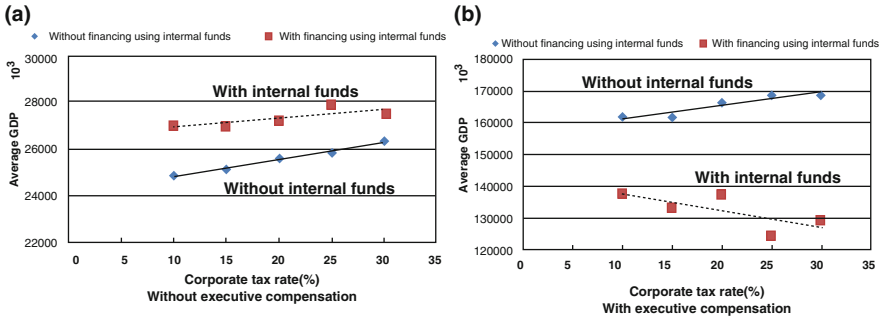 (a)
Without financing using internal funds With financing using internal funds
30000
28000
26000
24000
22000
10³
Average GDP
With internal funds
Without internal funds
0 5 10 15 20 25 30 35
Corporate tax rate(%)
Without executive compensation
(b)
Without financing using internal funds With financing using internal funds
180000
170000
160000
150000
140000
130000
120000
10³
Average GDP
Without internal funds
With internal funds
0 5 10 15 20 25 30 35
Corporate tax rate(%)
With executive compensation